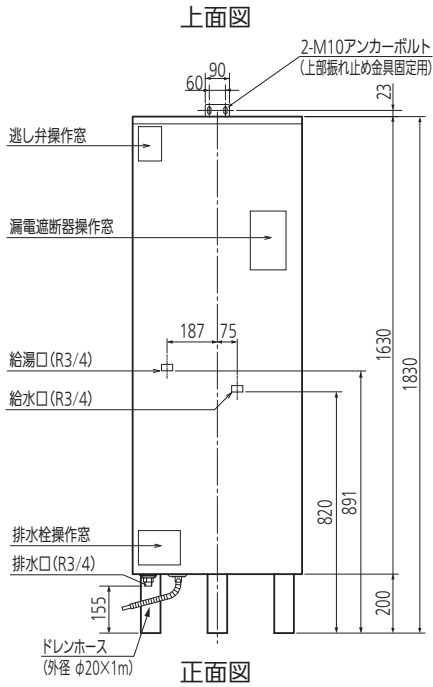 上面図
2-M10アンカーボルト
(上部振れ止め金具固定用)
90
60
23
逃し弁操作窓
漏電遮断器操作窓
187
75
1630
1830
給湯口(R3/4)
給水口(R3/4)
820
891
排水栓操作窓
排水口(R3/4)
155
200
ドレンホース
(外径 φ20×1m)
正面図